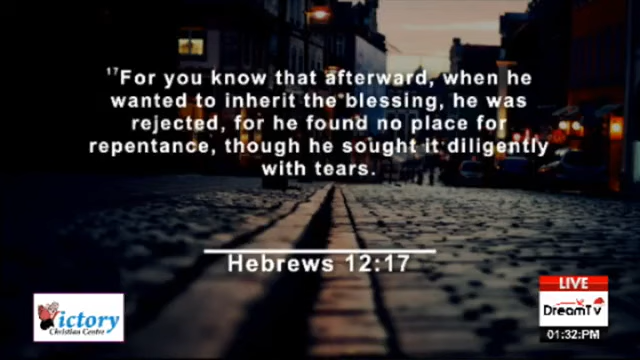 17For you know that afterward, when he
wanted to inherit the blessing, he was
rejected, for he found no place for
repentance, though he sought it diligently
with tears.
Hebrews 12:17
Victory
Christian Centre
LIVE
DreamTv
01:32:PM